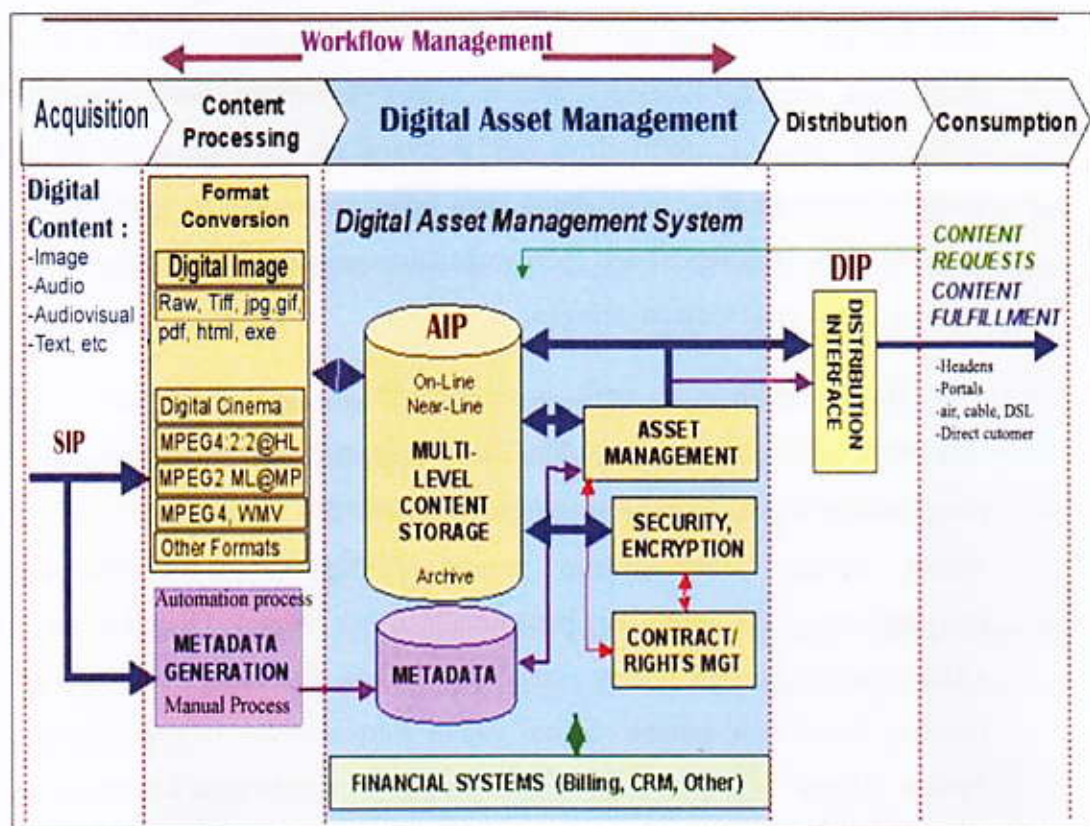 Workflow Management
Acquisition
Content
Processing
Digital Asset Management
Distribution
Consumption
Digital
Content :
-Image
-Audio
-Audiovisual
-Text, etc
SIP
Format
Conversion
Digital Image
Raw, Tiff, jpg,gif,
pdf, html, exe
Digital Cinema
MPEG4:2:2@HL
MPEG2 ML@MP
MPEG4, WMV
Other Formats
Automation process
METADATA
GENERATION
Manual Process
Digital Asset Management System
AIP
On-Line
Near-Line
MULTI-
LEVEL
CONTENT
STORAGE
Archive
METADATA
ASSET
MANAGEMENT
SECURITY,
ENCRYPTION
CONTRACT/
RIGHTS MGT
FINANCIAL SYSTEMS (Billing, CRM, Other)
DIP
DISTRIBUTION
INTERFACE
CONTENT
REQUESTS
CONTENT
FULFILLMENT
-Headens
-Portals
-air, cable, DSL
-Direct cutomer